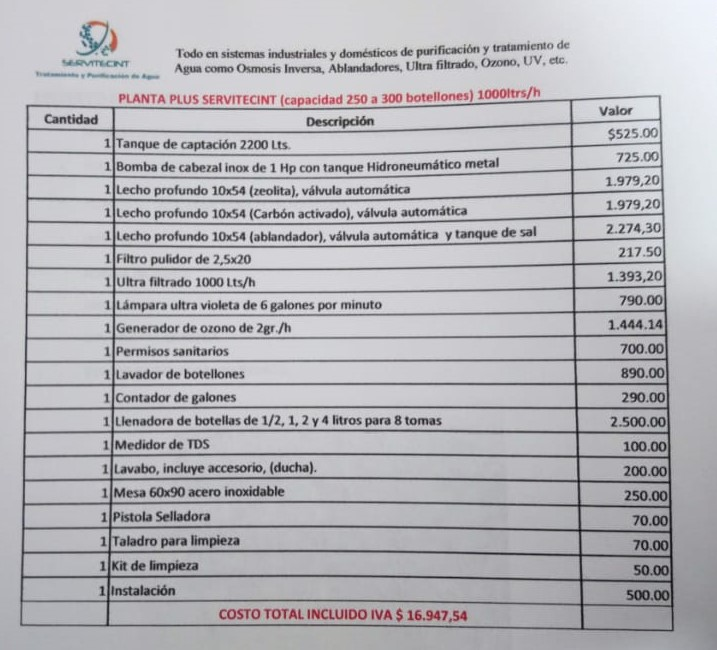 SERVITECINT
Tratamiento y Purificación de Agua
Todo en sistemas industriales y domésticos de purificación y tratamiento de
Agua como Osmosis Inversa, Ablandadores, Ultra filtrado, Ozono, UV, etc.
PLANTA PLUS SERVITECINT (capacidad 250 a 300 botellones) 1000ltrs/h
Cantidad Descripción Valor
1 Tanque de captación 2200 Lts. $525.00
1 Bomba de cabezal inox de 1 Hp con tanque Hidroneumático metal 725.00
1 Lecho profundo 10x54 (zeolita), válvula automática 1.979,20
1 Lecho profundo 10x54 (Carbón activado), válvula automática 1.979,20
1 Lecho profundo 10x54 (ablandador), válvula automática y tanque de sal 2.274,30
1 Filtro pulidor de 2,5x20 217.50
1 Ultra filtrado 1000 Lts/h 1.393,20
1 Lámpara ultra violeta de 6 galones por minuto 790.00
1 Generador de ozono de 2gr./h 1.444.14
1 Permisos sanitarios 700.00
1 Lavador de botellones 890.00
1 Contador de galones 290.00
1 Llenadora de botellas de 1/2, 1, 2 y 4 litros para 8 tomas 2.500.00
1 Medidor de TDS 100.00
1 Lavabo, incluye accesorio, (ducha). 200.00
1 Mesa 60x90 acero inoxidable 250.00
1 Pistola Selladora 70.00
1 Taladro para limpieza 70.00
1 Kit de limpieza 50.00
1 Instalación 500.00
COSTO TOTAL INCLUIDO IVA $ 16.947,54